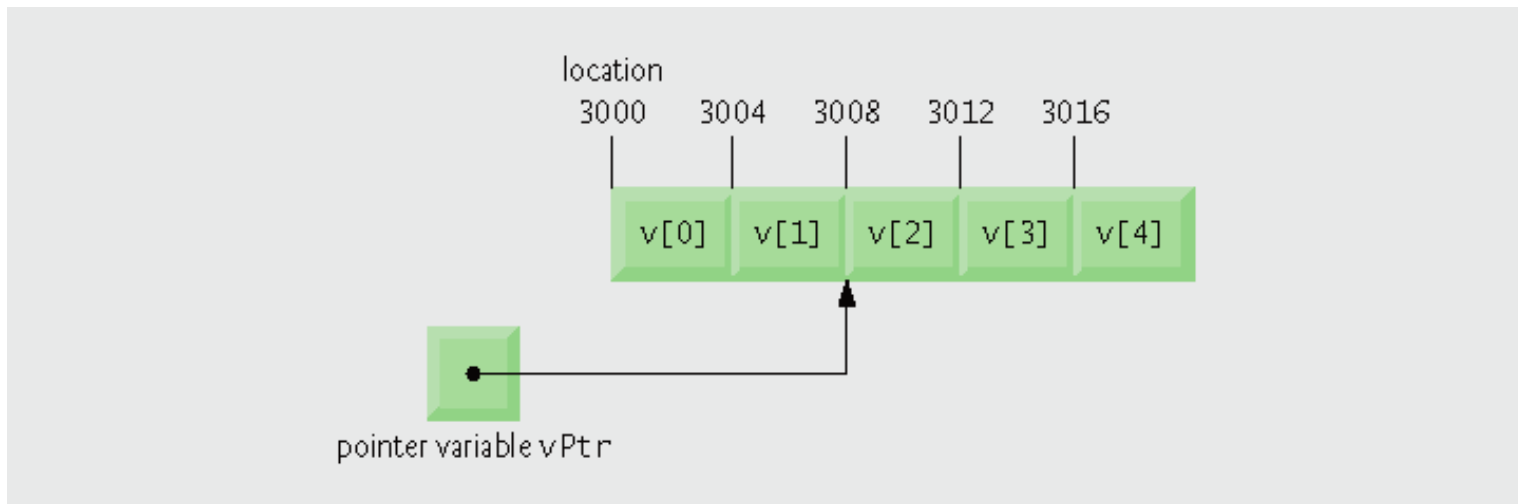 location
3000 3004 3008 3012 3016
v[0] v[1] v[2] v[3] v[4]
pointer variable vPtr